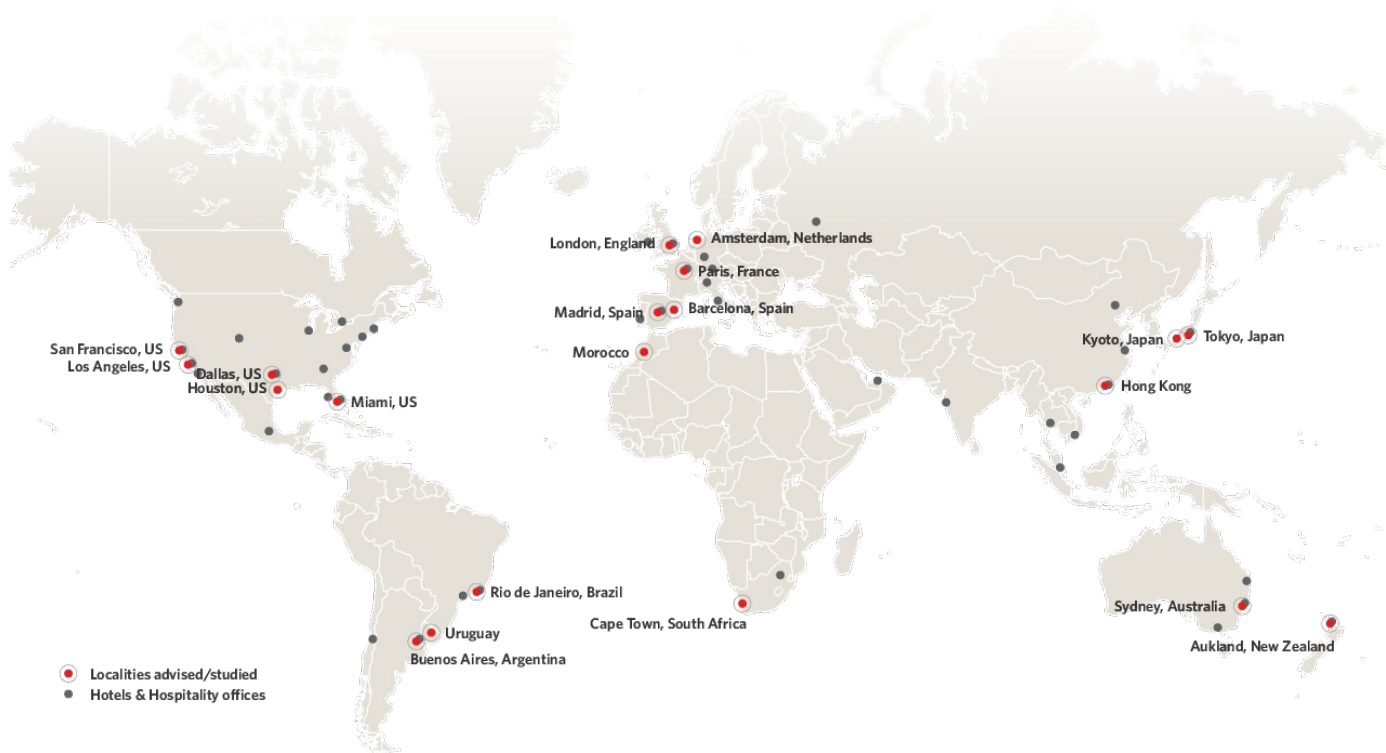 London, England
Amsterdam, Netherlands
Paris, France
Madrid, Spain
Barcelona, Spain
Morocco
San Francisco, US
Los Angeles, US
Dallas, US
Houston, US
Miami, US
Kyoto, Japan
Tokyo, Japan
Hong Kong
Rio de Janeiro, Brazil
Uruguay
Buenos Aires, Argentina
Cape Town, South Africa
Sydney, Australia
Aukland, New Zealand
Localities advised/studied
Hotels & Hospitality offices